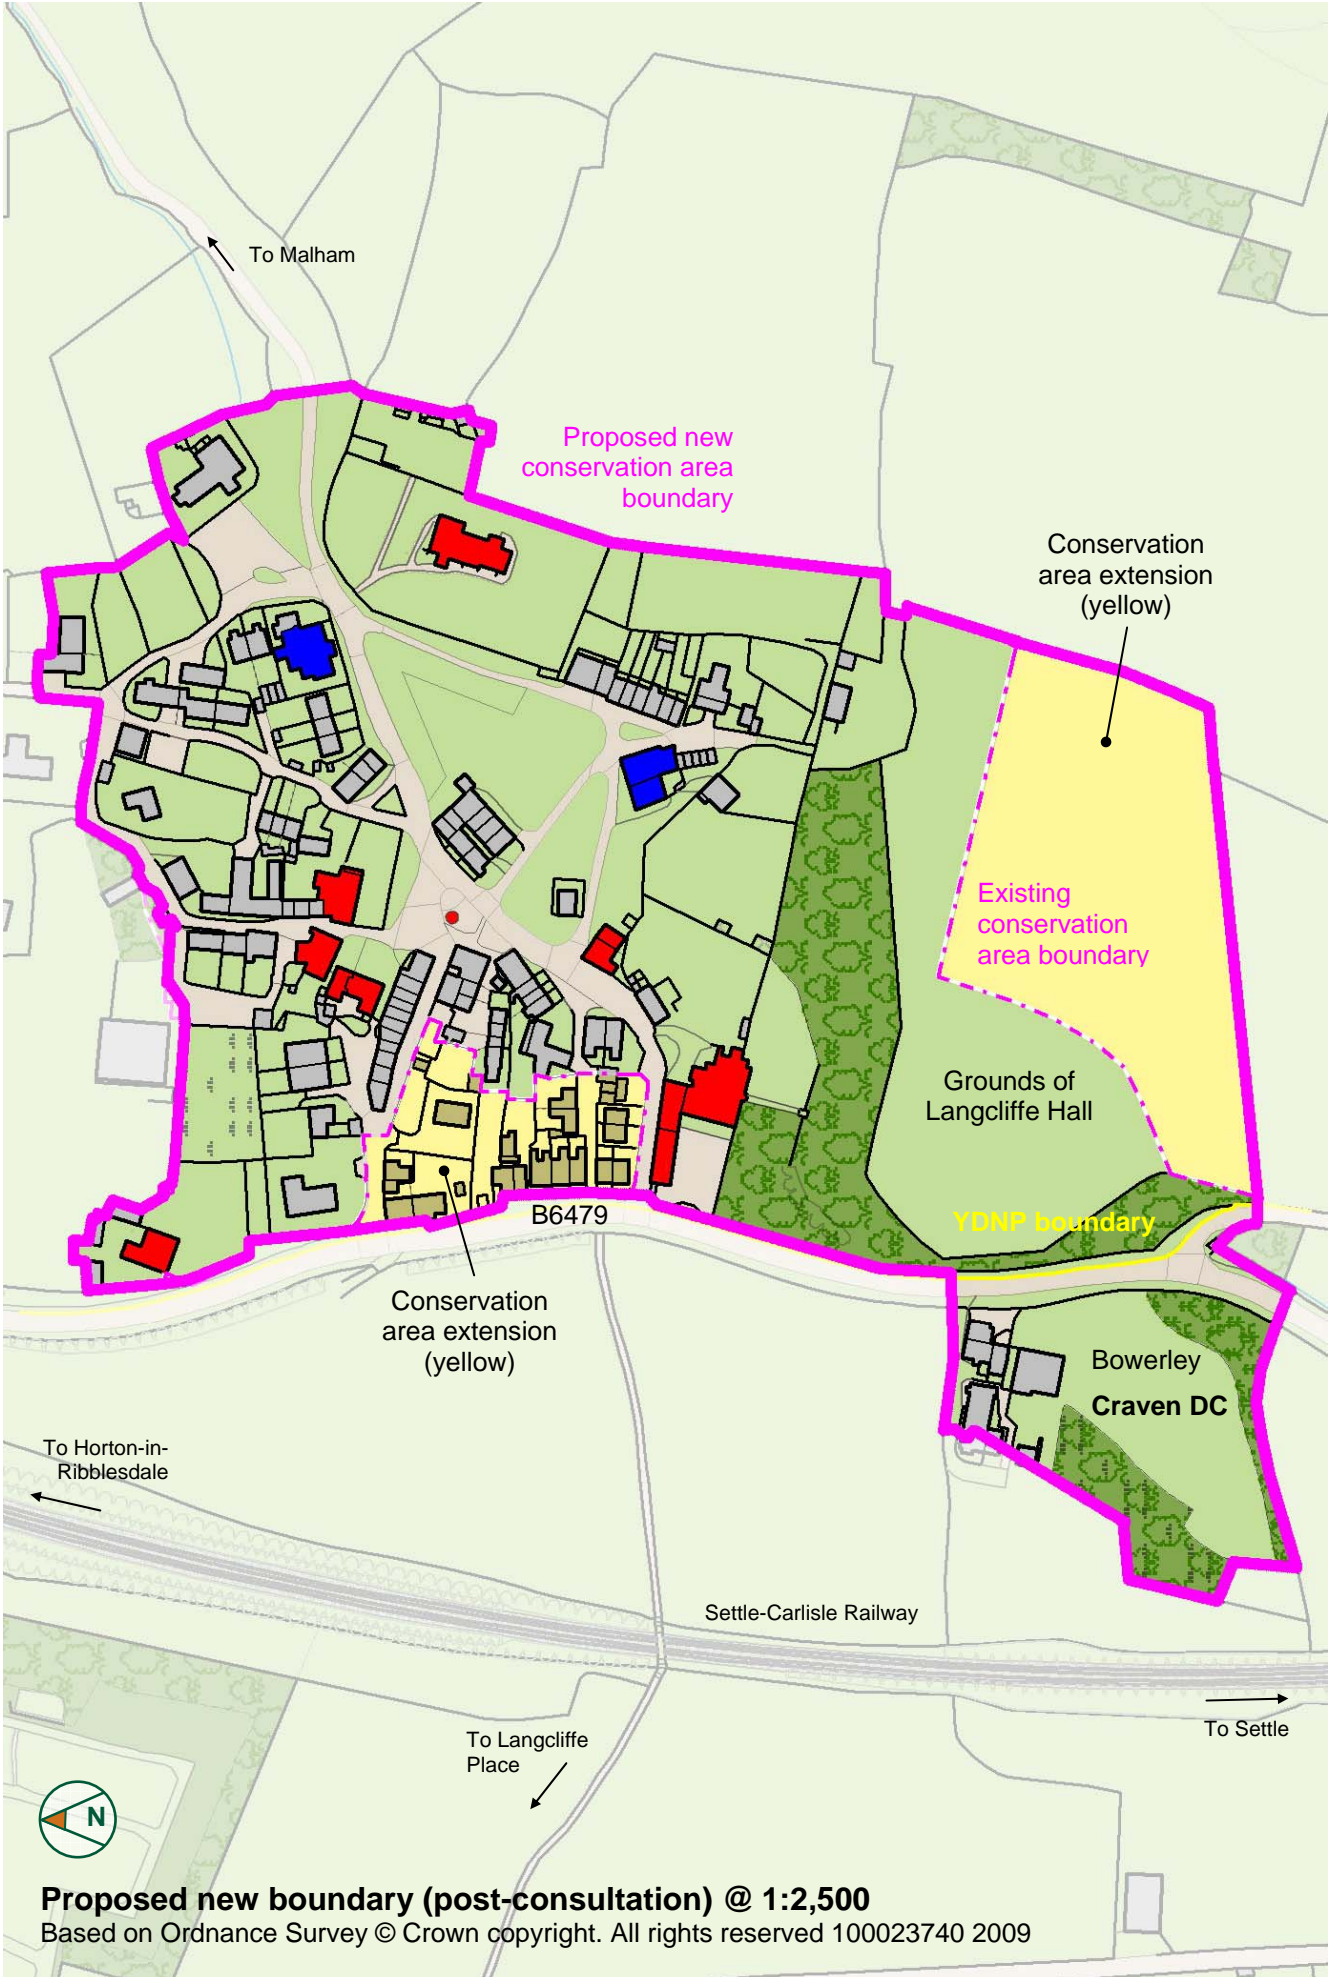 To Malham
Proposed new
conservation area
boundary
Conservation
area extension
(yellow)
Existing
conservation
area boundary
Grounds of
Langcliffe Hall
YDNP boundary
B6479
Conservation
area extension
(yellow)
Bowerley
Craven DC
To Horton-in-
Ribblesdale
Settle-Carlisle Railway
To Settle
To Langcliffe
Place
N
Proposed new boundary (post-consultation) @ 1:2,500
Based on Ordnance Survey © Crown copyright. All rights reserved 100023740 2009